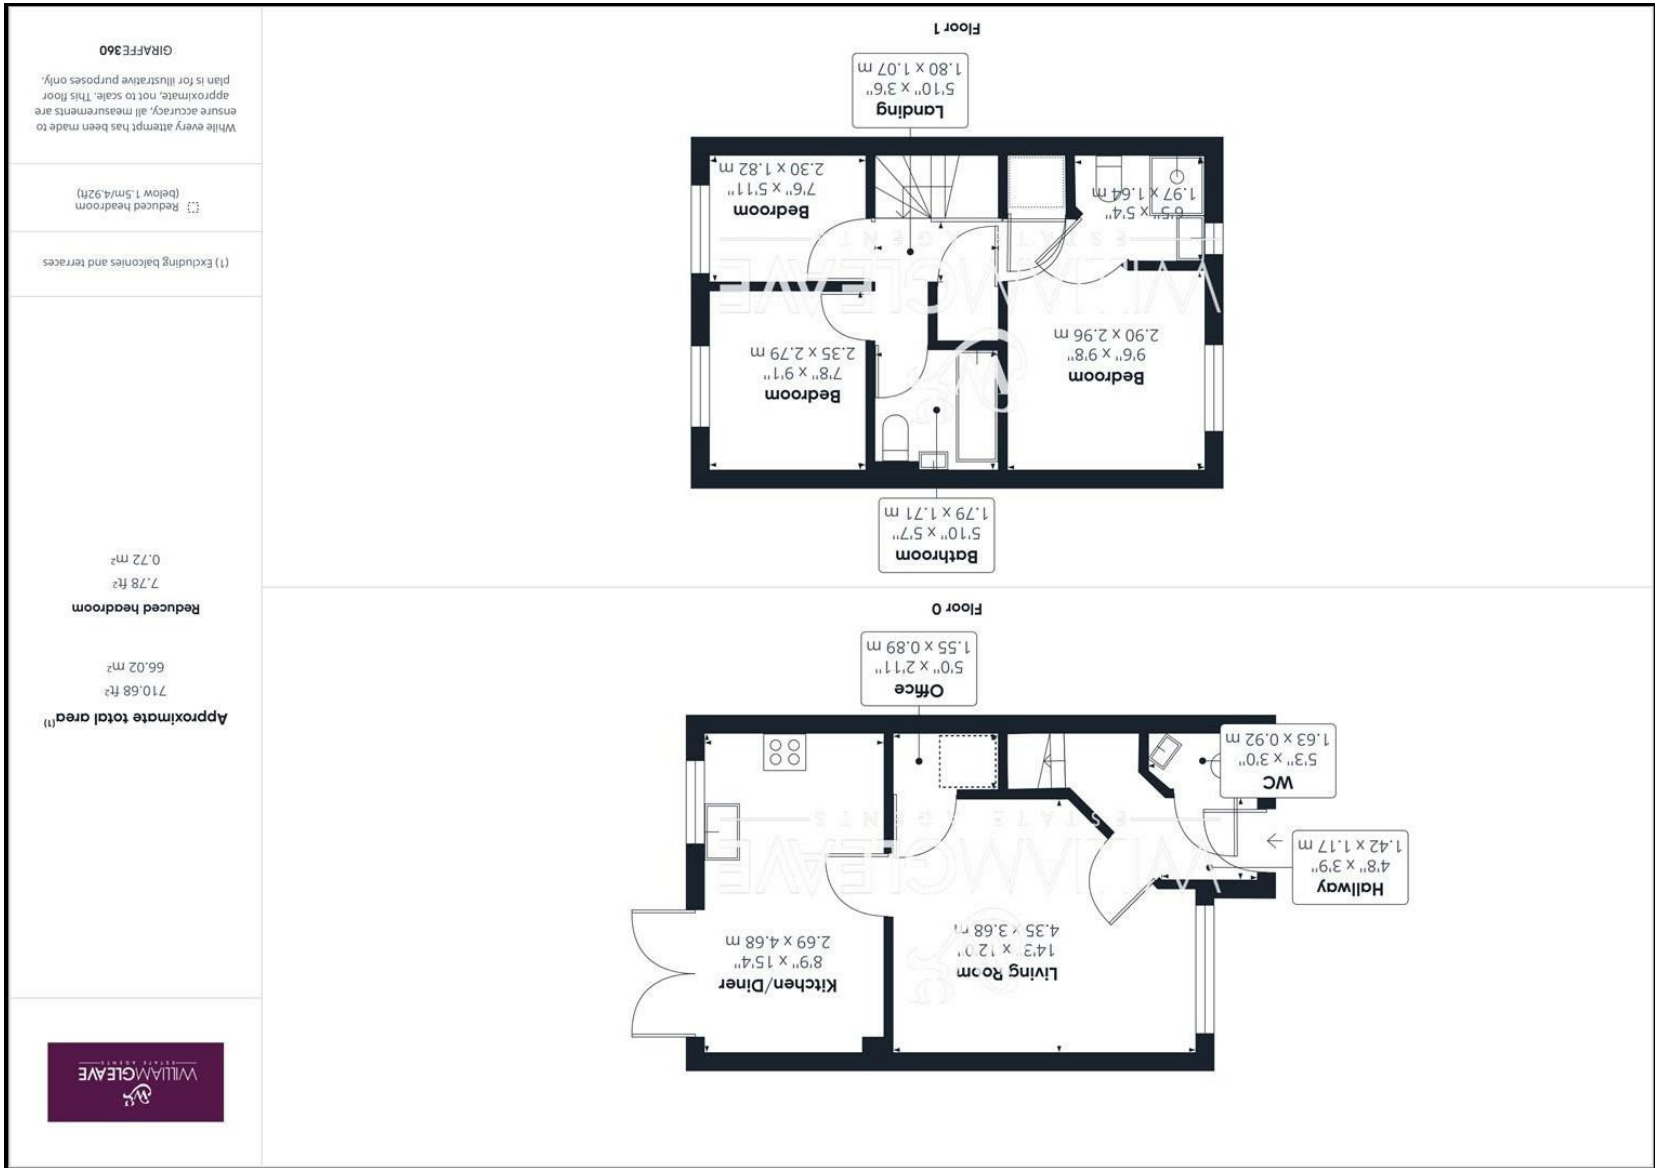 Living Room
14'3" x 12'0"
4.35 x 3.68 m
Kitchen/Diner
8'9" x 15'4"
2.69 x 4.68 m
Hallway
4'8" x 3'9"
1.42 x 1.17 m
WILLIAMGLEAVE
ESTATE AGENTS
WC
5'3" x 3'0"
1.63 x 0.92 m
Office
5'0" x 2'11"
1.55 x 0.89 m
Floor 0
Bathroom
5'10" x 5'7"
1.79 x 1.71 m
Bedroom
9'6" x 9'8"
2.90 x 2.96 m
Bedroom
7'8" x 9'1"
2.35 x 2.79 m
WILLIAMGLEAVE
ESTATE AGENTS
6'5" x 5'4"
1.97 x 1.64 m
Bedroom
7'6" x 5'11"
2.30 x 1.82 m
Landing
5'10" x 3'6"
1.80 x 1.07 m
Floor 1
WILLIAMGLEAVE
ESTATE AGENTS
Approximate total area(1)
710.68 ft²
66.02 m²
Reduced headroom
7.78 ft²
0.72 m²
(1) Excluding balconies and terraces
Reduced headroom
(below 1.5m/4.92ft)
While every attempt has been made to
ensure accuracy, all measurements are
approximate, not to scale. This floor
plan is for illustrative purposes only.
GIRAFFE360